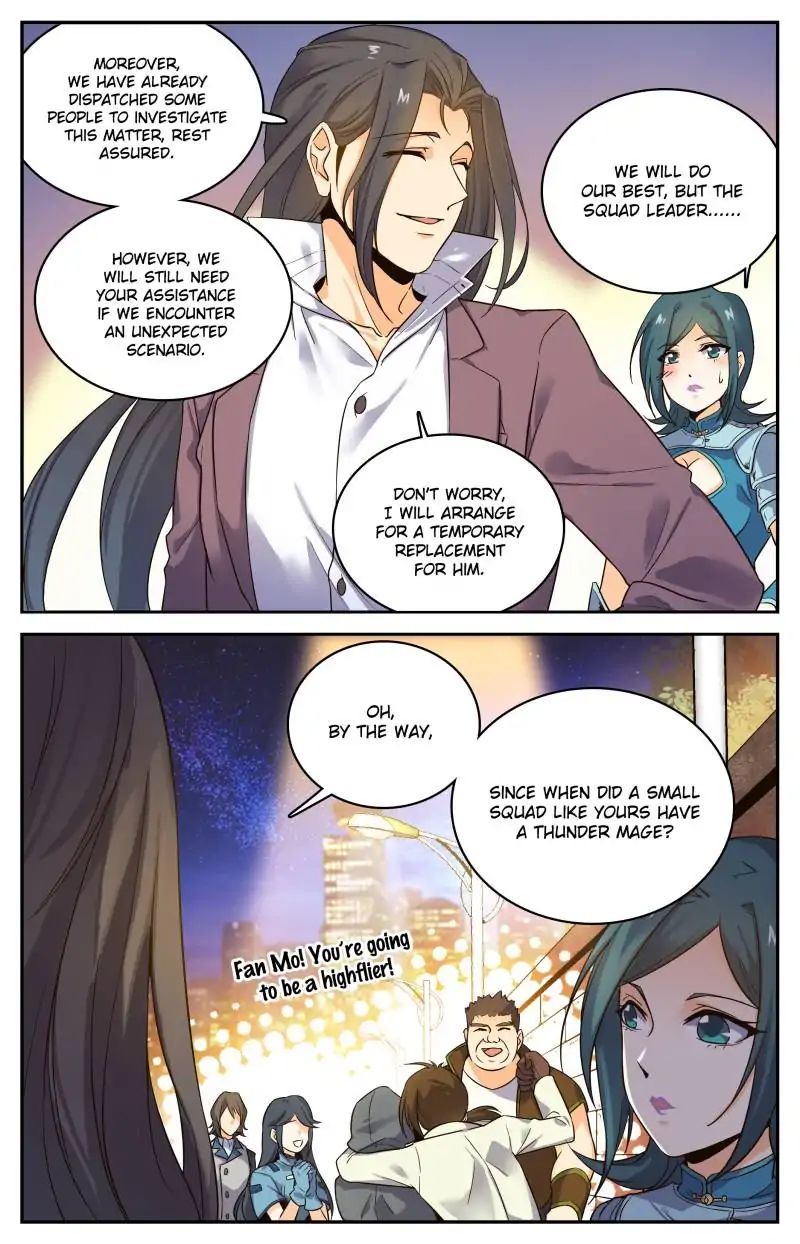 MOREOVER,
WE HAVE ALREADY
DISPATCHED SOME
PEOPLE TO INVESTIGATE
THIS MATTER, REST
ASSURED.
HOWEVER, WE
WILL STILL NEED
YOUR ASSISTANCE
IF WE ENCOUNTER
AN UNEXPECTED
SCENARIO.
WE WILL DO
OUR BEST, BUT THE
SQUAD LEADER......
DON'T WORRY,
I WILL ARRANGE
FOR A TEMPORARY
REPLACEMENT
FOR HIM.
OH,
BY THE WAY,
SINCE WHEN DID A SMALL
SQUAD LIKE YOURS HAVE
A THUNDER MAGE?
Fan Mo! You're going
to be a highflier!